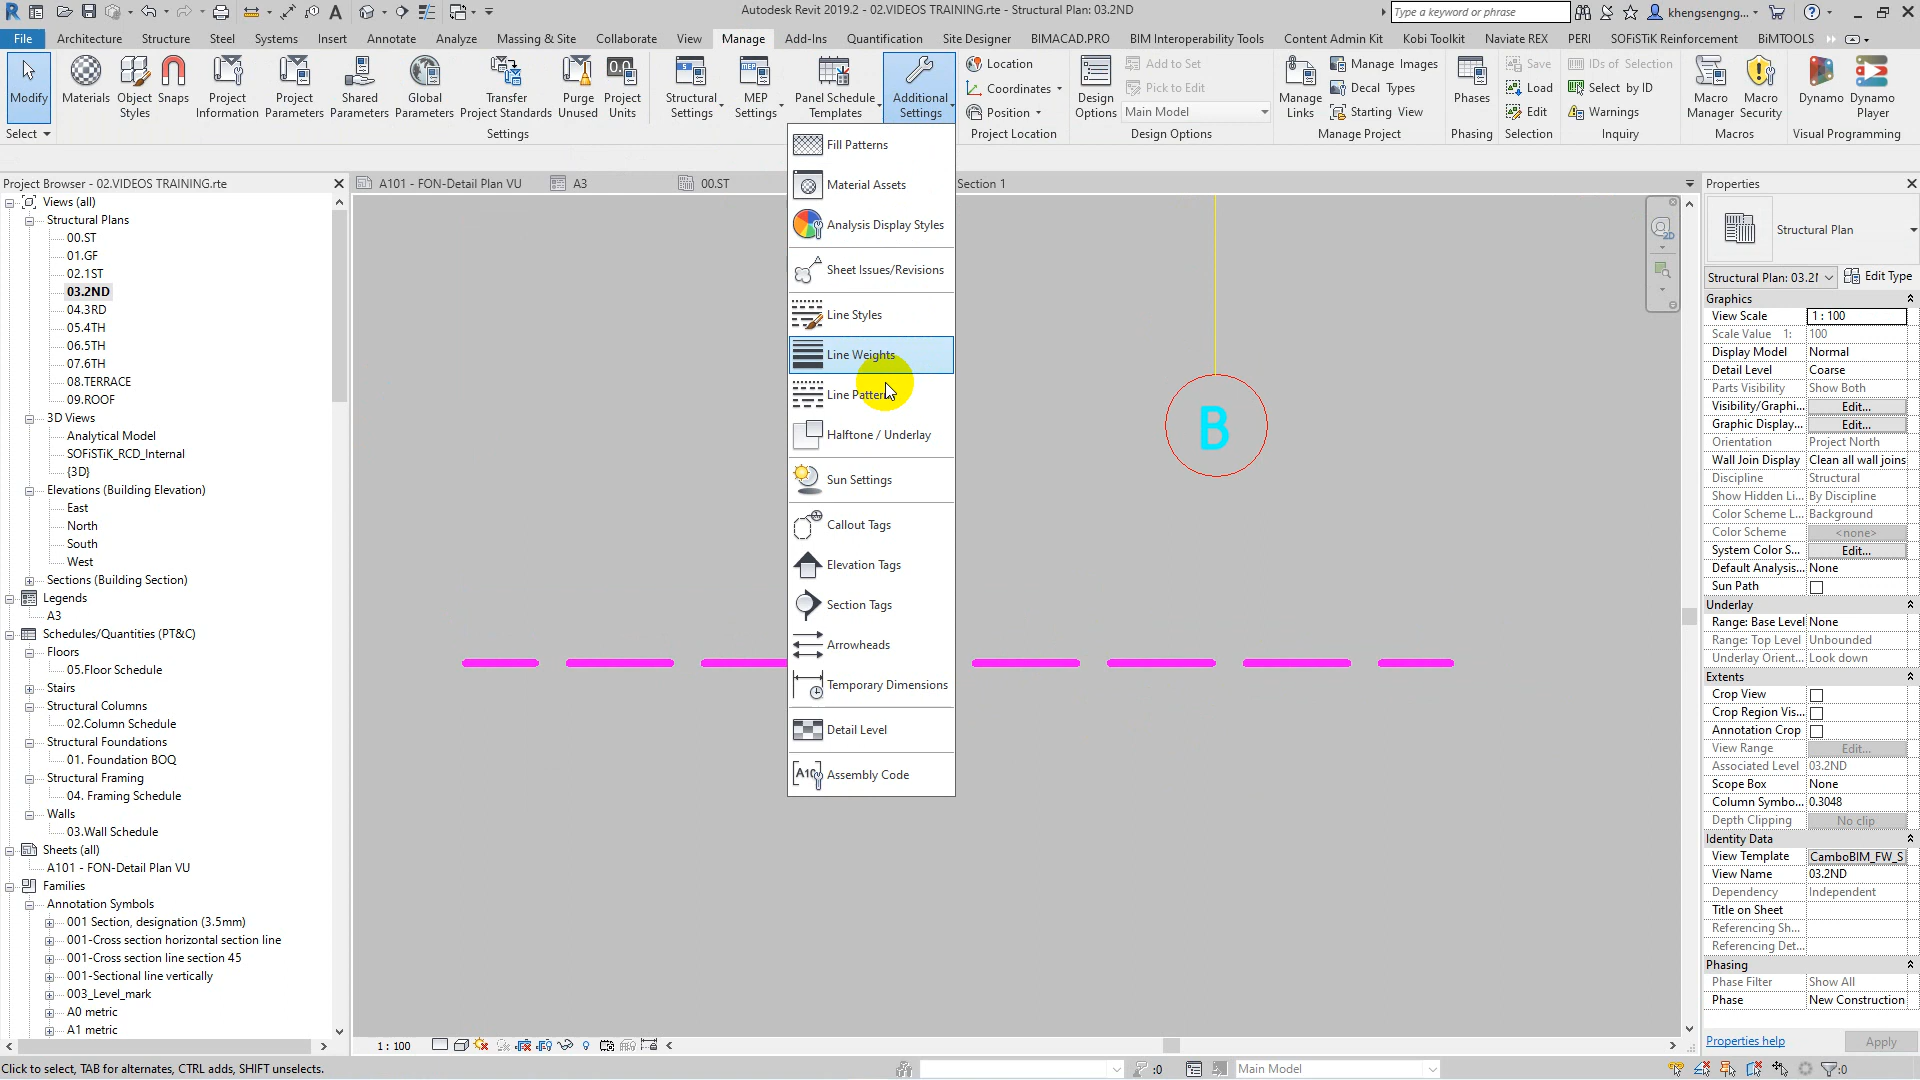 Autodesk Revit 2019.2 - 02.VIDEOS TRAINING.rte - Structural Plan: 03.2ND
Type a keyword or phrase
khengsengng...
File Architecture Structure Steel Systems Insert Annotate Analyze Massing & Site Collaborate View Manage Add-Ins Quantification Site Designer BIMACAD.PRO BIM Interoperability Tools Content Admin Kit Kobi Toolkit Naviate REX PERI SOFiSTiK Reinforcement BiMTOOLS
Modify
Materials
Object Styles
Snaps
Project Information
Project Parameters
Shared Parameters
Global Parameters
Transfer Project Standards
Purge Unused
Project Units
Structural Settings
MEP Settings
Panel Schedule Templates
Additional Settings
Location
Coordinates
Position
Design Options
Add to Set
Pick to Edit
Main Model
Manage Links
Manage Images
Decal Types
Starting View
Phases
Save
Load
Edit
IDs of Selection
Select by ID
Warnings
Macro Manager
Macro Security
Dynamo
Dynamo Player
Select
Settings
Project Location
Design Options
Manage Project
Phasing
Selection
Inquiry
Macros
Visual Programming
Project Browser - 02.VIDEOS TRAINING.rte
Views (all)
Structural Plans
00.ST
01.GF
02.1ST
03.2ND
04.3RD
05.4TH
06.5TH
07.6TH
08.TERRACE
09.ROOF
3D Views
Analytical Model
SOFiSTiK_RCD_Internal
{3D}
Elevations (Building Elevation)
East
North
South
West
Sections (Building Section)
Legends
A3
Schedules/Quantities (PT&C)
Floors
05.Floor Schedule
Stairs
Structural Columns
02.Column Schedule
Structural Foundations
01. Foundation BOQ
Structural Framing
04. Framing Schedule
Walls
03.Wall Schedule
Sheets (all)
A101 - FON-Detail Plan VU
Families
Annotation Symbols
001 Section, designation (3.5mm)
001-Cross section horizontal section line
001-Cross section line section 45
001-Sectional line vertically
003_Level_mark
A0 metric
A1 metric
A101 - FON-Detail Plan VU
A3
00.ST
Section 1
Fill Patterns
Material Assets
Analysis Display Styles
Sheet Issues/Revisions
Line Styles
Line Weights
Line Patterns
Halftone / Underlay
Sun Settings
Callout Tags
Elevation Tags
Section Tags
Arrowheads
Temporary Dimensions
Detail Level
Assembly Code
B
2D
Properties
Structural Plan
Structural Plan: 03.2
Edit Type
Graphics
View Scale 1 : 100
Scale Value 1: 100
Display Model Normal
Detail Level Coarse
Parts Visibility Show Both
Visibility/Graphi... Edit...
Graphic Display... Edit...
Orientation Project North
Wall Join Display Clean all wall joins
Discipline Structural
Show Hidden Li... By Discipline
Color Scheme L... Background
Color Scheme <none>
System Color S... Edit...
Default Analysis... None
Sun Path
Underlay
Range: Base Level None
Range: Top Level Unbounded
Underlay Orient... Look down
Extents
Crop View
Crop Region Vis...
Annotation Crop
View Range Edit...
Associated Level 03.2ND
Scope Box None
Column Symbo... 0.3048
Depth Clipping No clip
Identity Data
View Template CamboBIM_FW_S
View Name 03.2ND
Dependency Independent
Title on Sheet
Referencing Sh...
Referencing Det...
Phasing
Phase Filter Show All
Phase New Construction
Properties help
Apply
1 : 100
Click to select, TAB for alternates, CTRL adds, SHIFT unselects.
:0
Main Model
:0